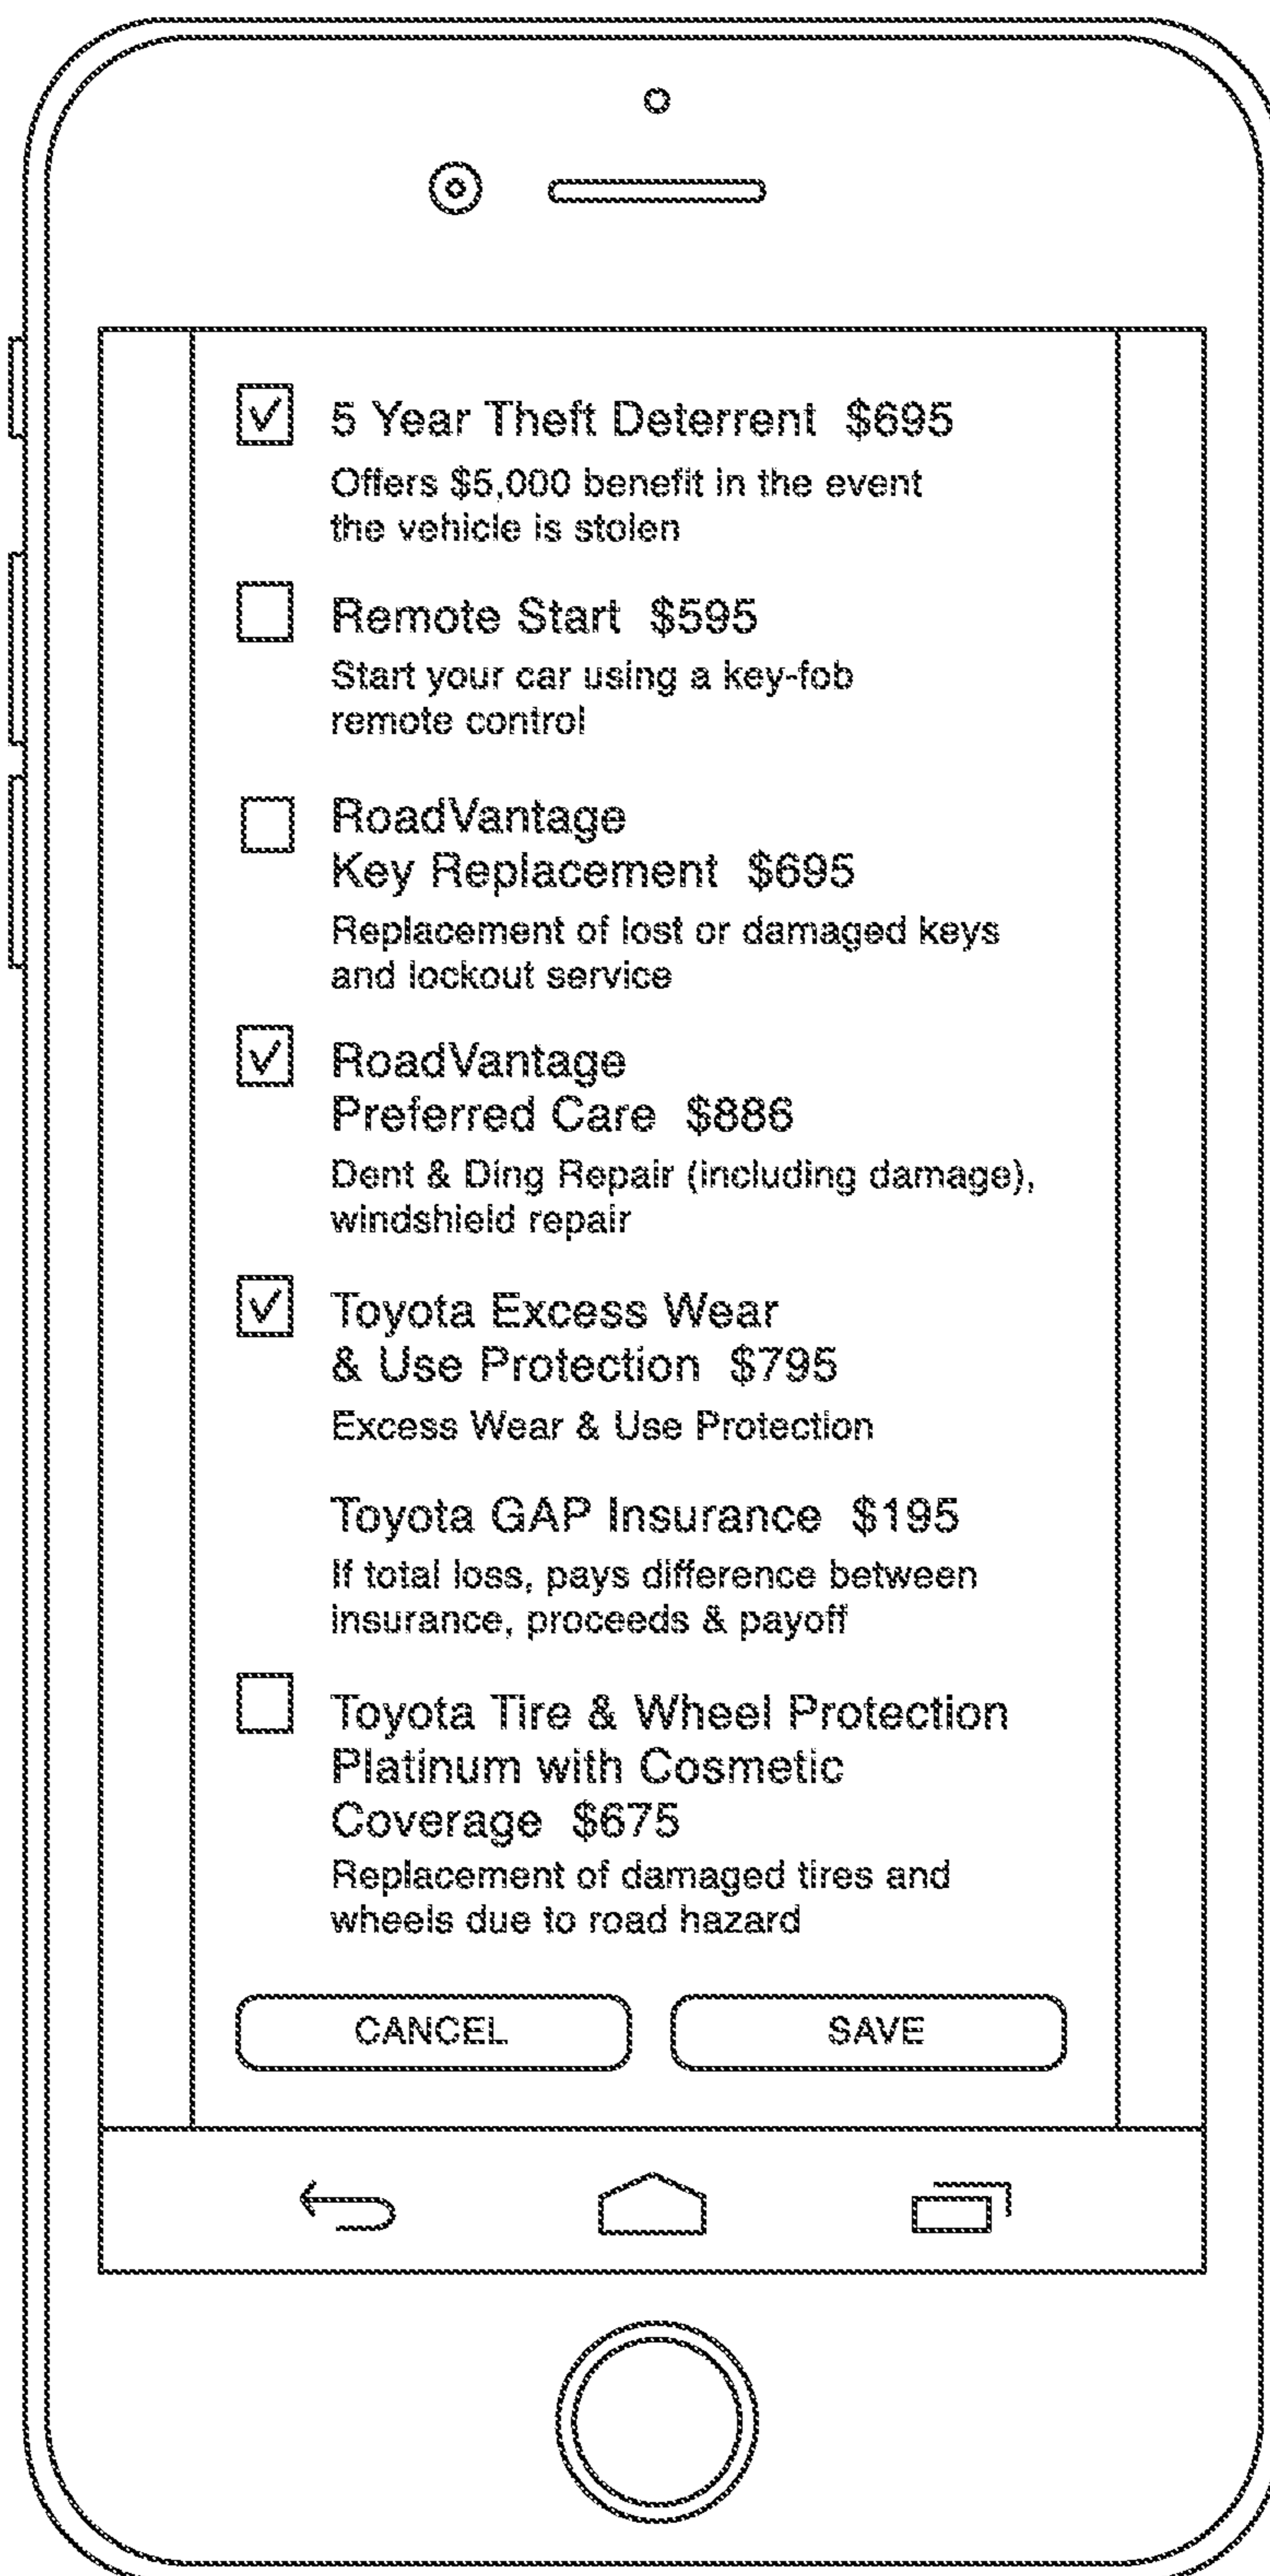 5 Year Theft Deterrent $695
Offers $5,000 benefit in the event
the vehicle is stolen
Remote Start $595
Start your car using a key-fob
remote control
RoadVantage
Key Replacement $695
Replacement of lost or damaged keys
and lockout service
RoadVantage
Preferred Care $886
Dent & Ding Repair (including damage),
windshield repair
Toyota Excess Wear
& Use Protection $795
Excess Wear & Use Protection
Toyota GAP Insurance $195
If total loss, pays difference between
insurance, proceeds & payoff
Toyota Tire & Wheel Protection
Platinum with Cosmetic
Coverage $675
Replacement of damaged tires and
wheels due to road hazard
CANCEL SAVE